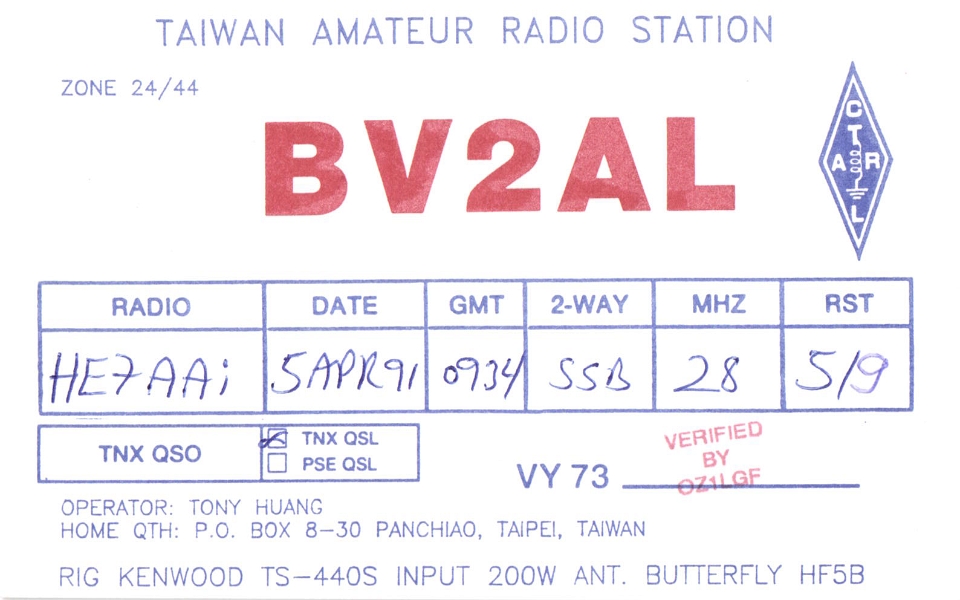 TAIWAN AMATEUR RADIO STATION
ZONE 24/44
BV2AL
C
T
A R
L
RADIO DATE GMT 2-WAY MHZ RST
HE7AAi 5APR91 0934 SSB 28 5/9
TNX QSO
TNX QSL
PSE QSL
VY 73
VERIFIED
BY
OZ1LGF
OPERATOR: TONY HUANG
HOME QTH: P.O. BOX 8-30 PANCHIAO, TAIPEI, TAIWAN
RIG KENWOOD TS-440S INPUT 200W ANT. BUTTERFLY HF5B